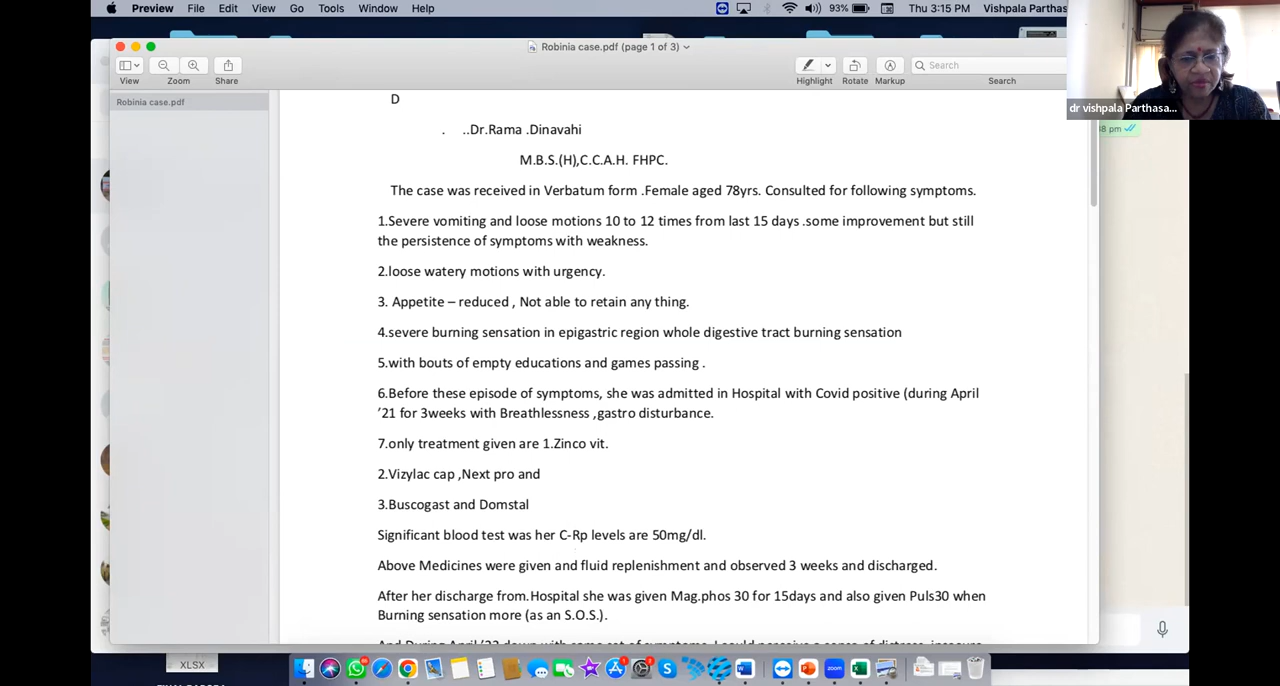 Preview File Edit View Go Tools Window Help 93% Thu 3:15 PM Vishpala Parthas
Robinia case.pdf (page 1 of 3)
View Zoom Share Highlight Rotate Markup Search
Search
Robinia case.pdf
dr vishpala Parthasa...
38 pm
D
. ..Dr.Rama .Dinavahi
M.B.S.(H),C.C.A.H. FHPC.
The case was received in Verbatum form .Female aged 78yrs. Consulted for following symptoms.
1.Severe vomiting and loose motions 10 to 12 times from last 15 days .some improvement but still
the persistence of symptoms with weakness.
2.loose watery motions with urgency.
3. Appetite – reduced , Not able to retain any thing.
4.severe burning sensation in epigastric region whole digestive tract burning sensation
5.with bouts of empty educations and games passing .
6.Before these episode of symptoms, she was admitted in Hospital with Covid positive (during April
’21 for 3weeks with Breathlessness ,gastro disturbance.
7.only treatment given are 1.Zinco vit.
2.Vizylac cap ,Next pro and
3.Buscogast and Domstal
Significant blood test was her C-Rp levels are 50mg/dl.
Above Medicines were given and fluid replenishment and observed 3 weeks and discharged.
After her discharge from.Hospital she was given Mag.phos 30 for 15days and also given Puls30 when
Burning sensation more (as an S.O.S.).
XLSX